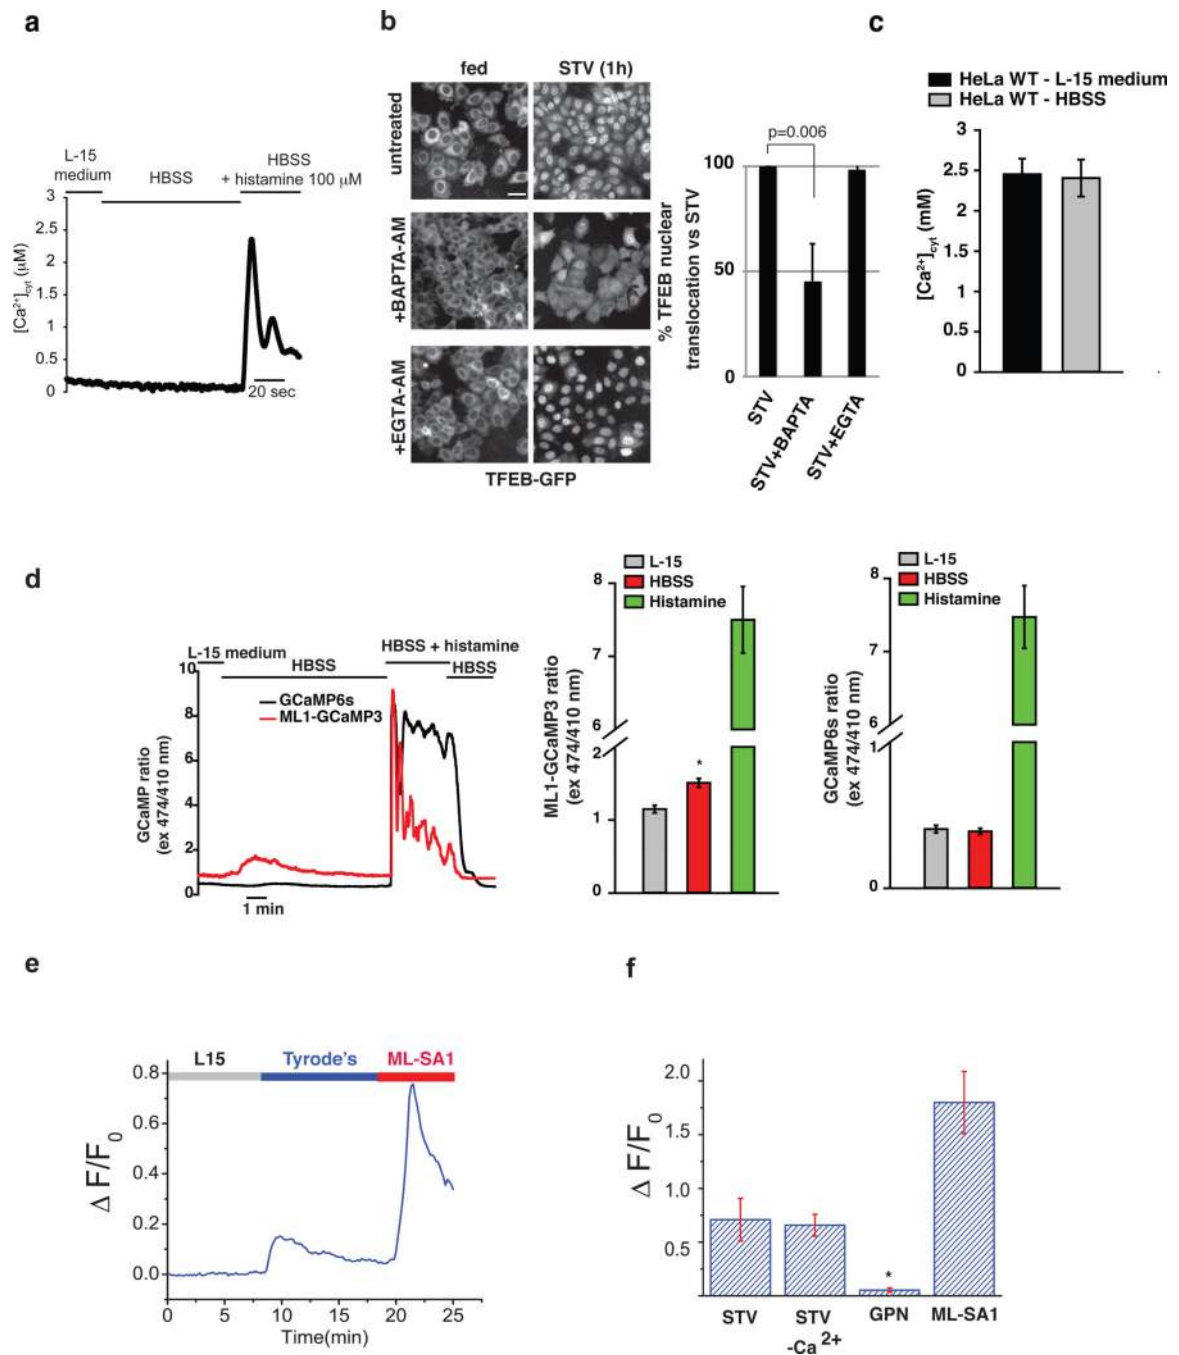 a
L-15
medium
HBSS
HBSS
+ histamine 100 μM
3
2.5
2
1.5
1
0.5
0
[Ca²⁺]cyt (μM)
20 sec
b
fed
STV (1h)
untreated
+BAPTA-AM
+EGTA-AM
TFEB-GFP
p=0.006
100
50
0
% TFEB nuclear
translocation vs STV
STV
STV+BAPTA
STV+EGTA
c
HeLa WT - L-15 medium
HeLa WT - HBSS
3
2.5
2
1.5
1
0.5
0
[Ca²⁺]cyt (mM)
d
L-15 medium
HBSS
HBSS + histamine
HBSS
GCaMP6s
ML1-GCaMP3
10
8
6
4
2
0
GCaMP ratio
(ex 474/410 nm)
1 min
L-15
HBSS
Histamine
8
7
6
2
1
0
*
ML1-GCaMP3 ratio
(ex 474/410 nm)
L-15
HBSS
Histamine
8
7
6
1
0
GCaMP6s ratio
(ex 474/410 nm)
e
L15
Tyrode's
ML-SA1
0.8
0.6
0.4
0.2
0.0
Δ F/F₀
0 5 10 15 20 25
Time(min)
f
2.0
1.5
1.0
0.5
Δ F/F₀
*
STV
STV
-Ca²⁺
GPN
ML-SA1